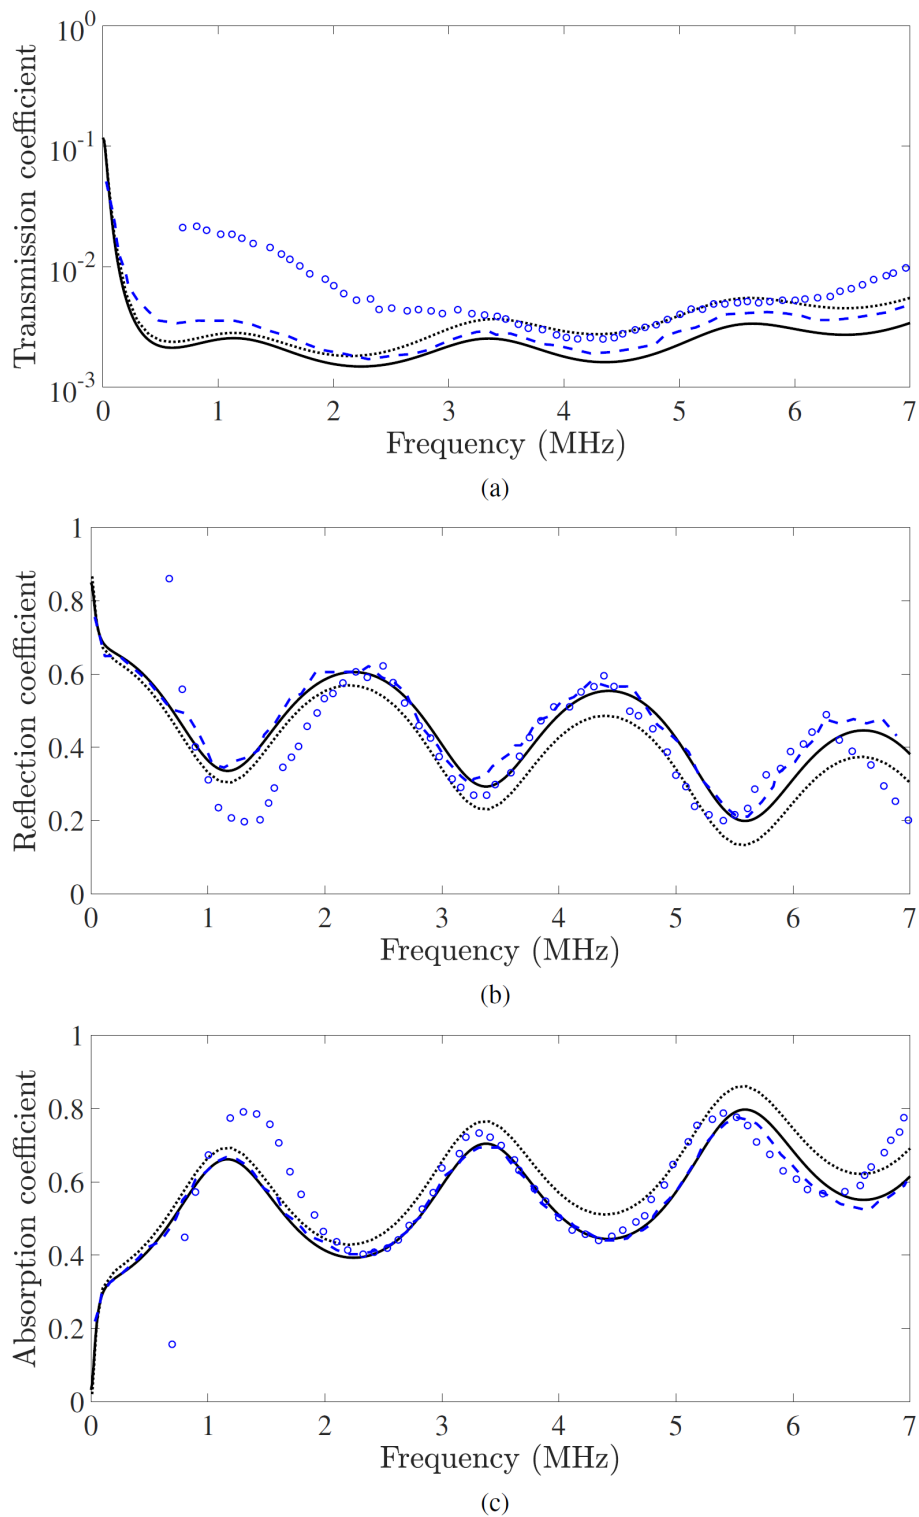 Transmission coefficient
10^0
10^-1
10^-2
10^-3
0 1 2 3 4 5 6 7
Frequency (MHz)
(a)
Reflection coefficient
1
0.8
0.6
0.4
0.2
0
0 1 2 3 4 5 6 7
Frequency (MHz)
(b)
Absorption coefficient
1
0.8
0.6
0.4
0.2
0
0 1 2 3 4 5 6 7
Frequency (MHz)
(c)